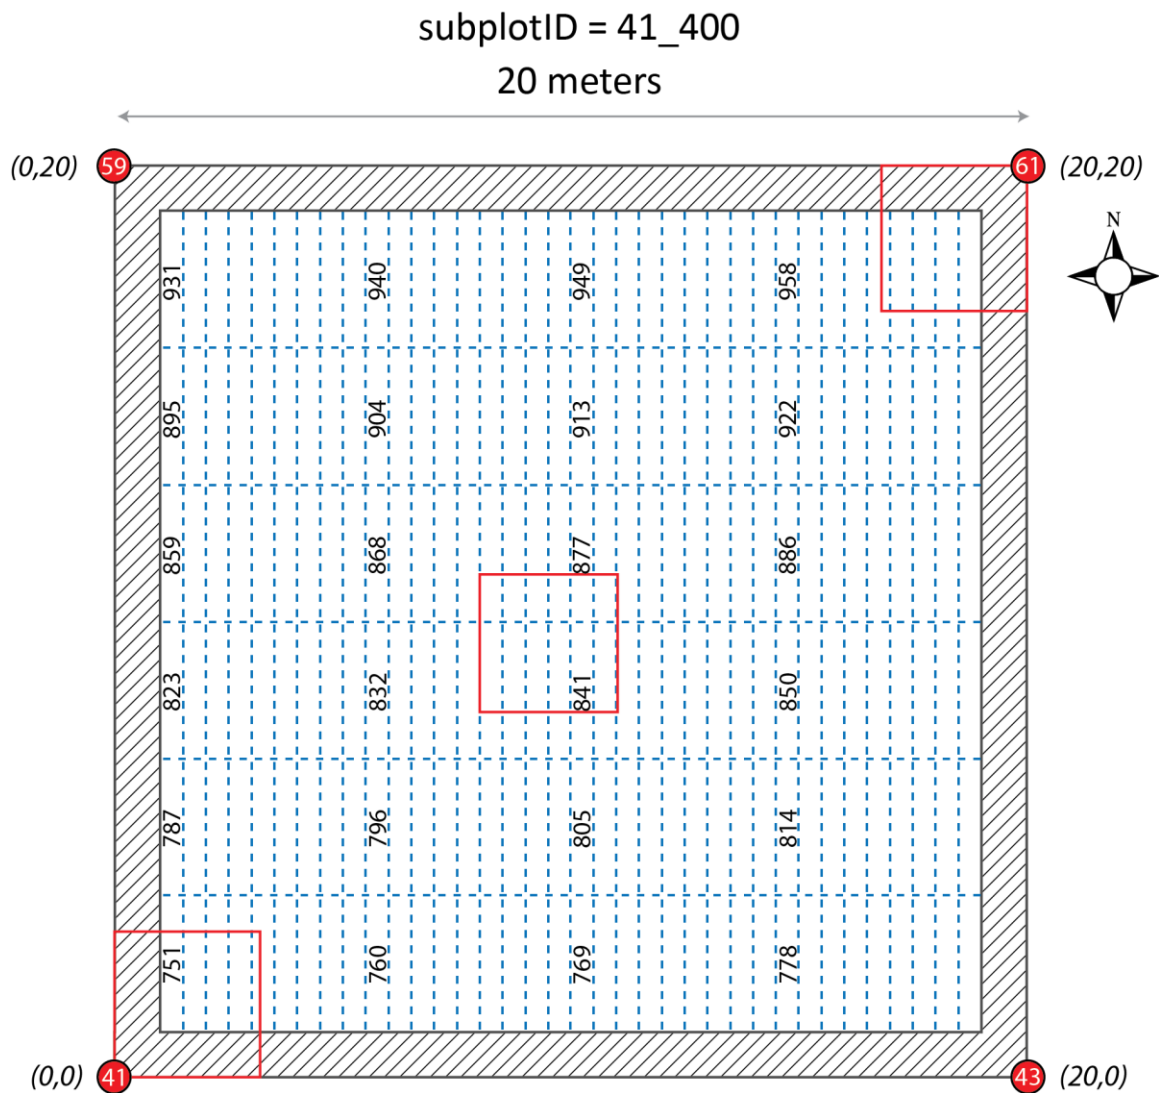 subplotID = 41_400
20 meters
(0,20) 59 61 (20,20)
N
931 940 949 958
895 904 913 922
859 868 877 886
823 832 841 850
787 796 805 814
751 760 769 778
(0,0) 41 43 (20,0)